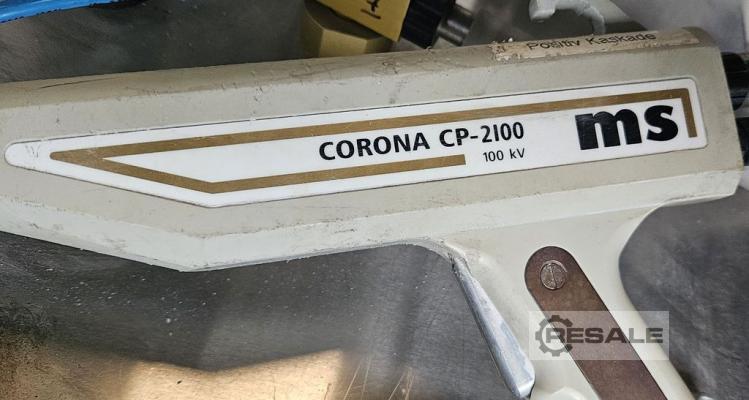 Positiv Kaskade
CORONA CP-2100
ms
100 kV
RESALE